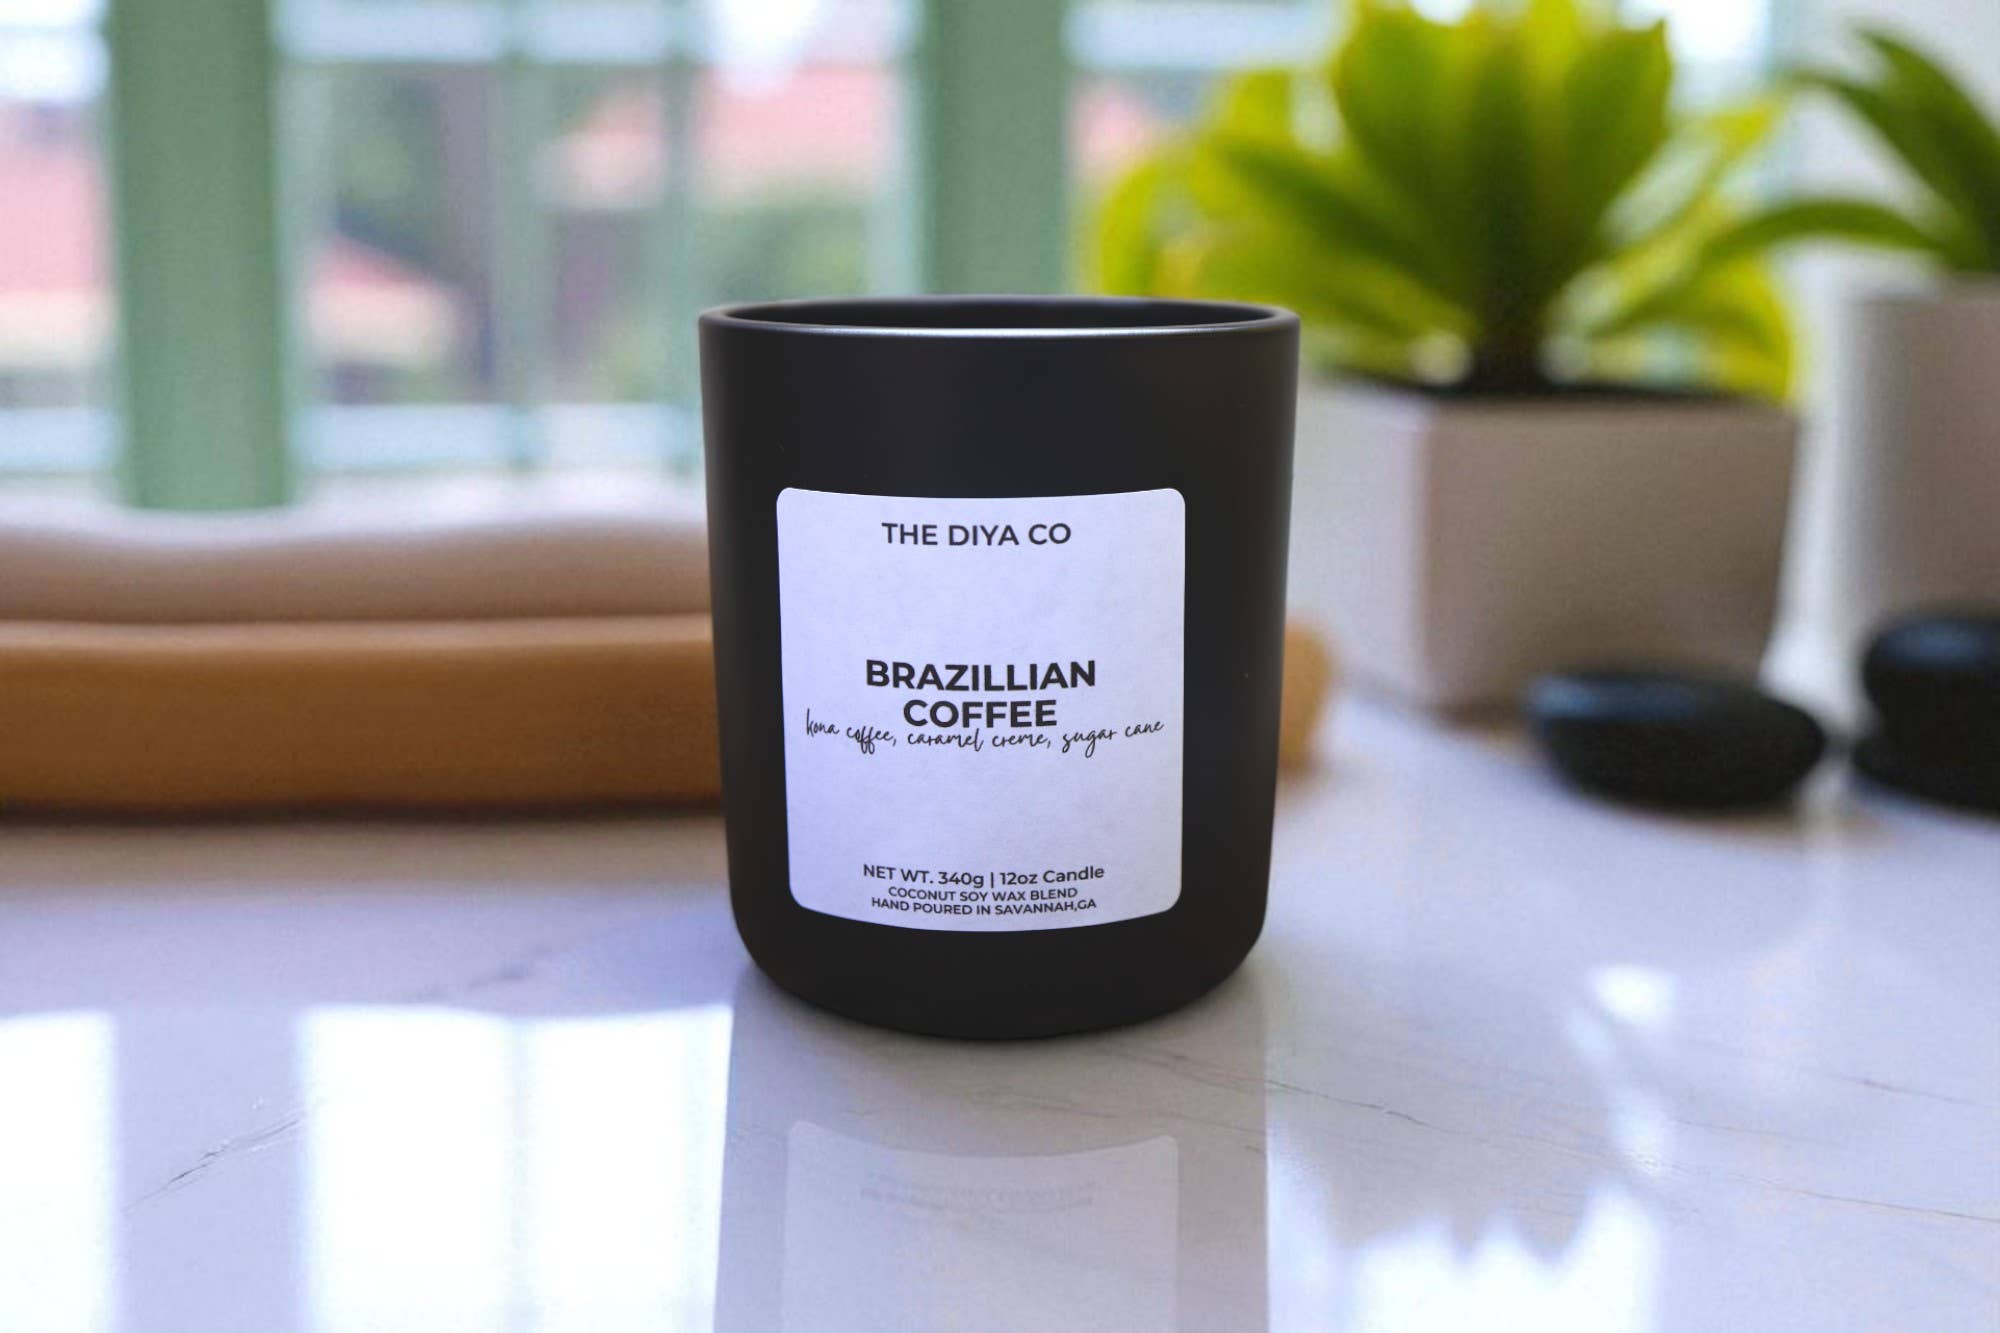 THE DIYA CO
BRAZILLIAN
COFFEE
kona coffee, caramel creme, sugar cane
NET WT. 340g | 12oz Candle
COCONUT SOY WAX BLEND
HAND POURED IN SAVANNAH,GA